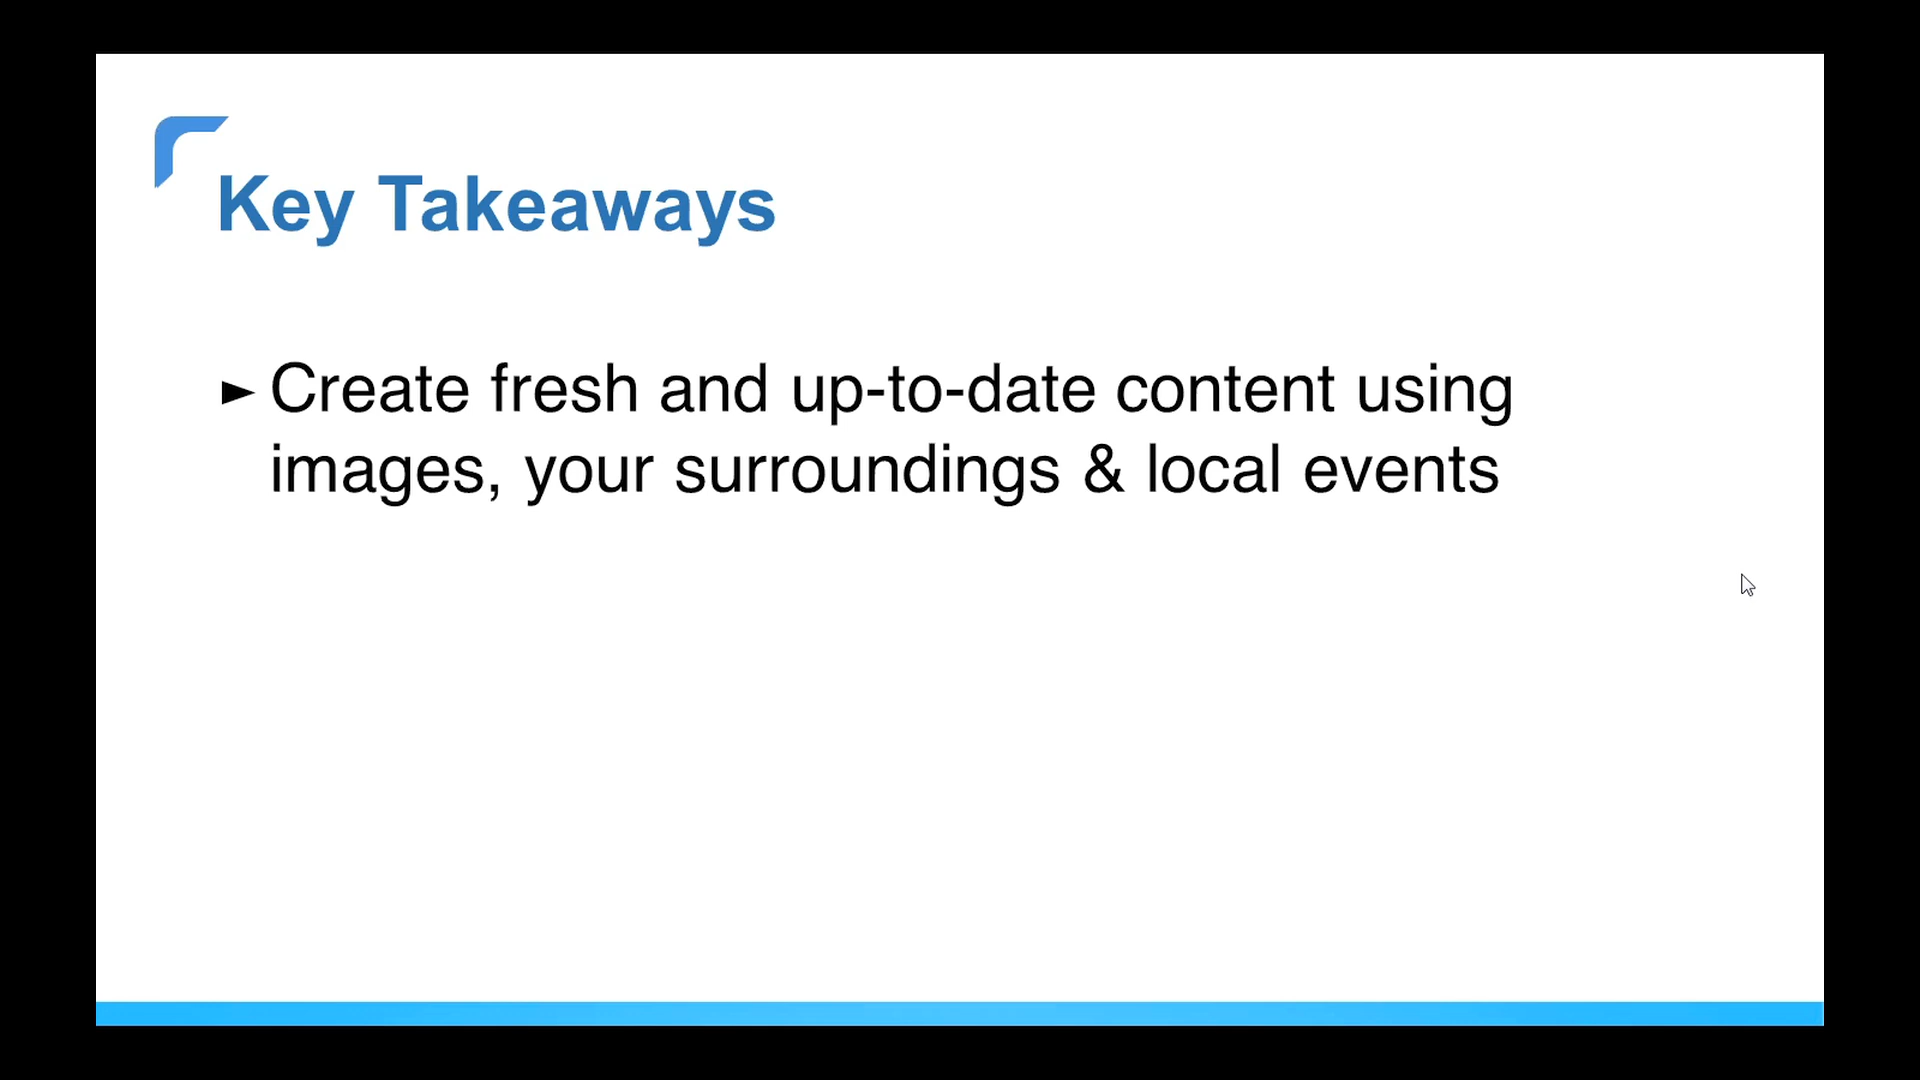 Key Takeaways
► Create fresh and up-to-date content using
images, your surroundings & local events